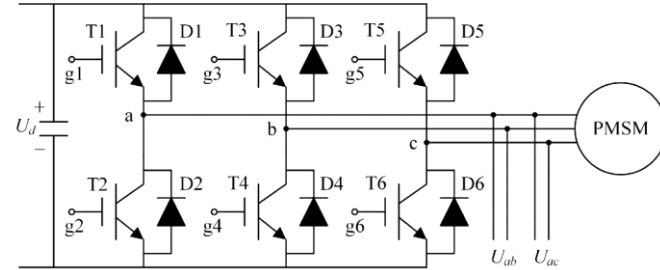 T1 D1 T3 D3 T5 D5
g1 g3 g5
+
U_d
−
a
b
c
PMSM
T2 D2 T4 D4 T6 D6
g2 g4 g6
U_ab U_ac